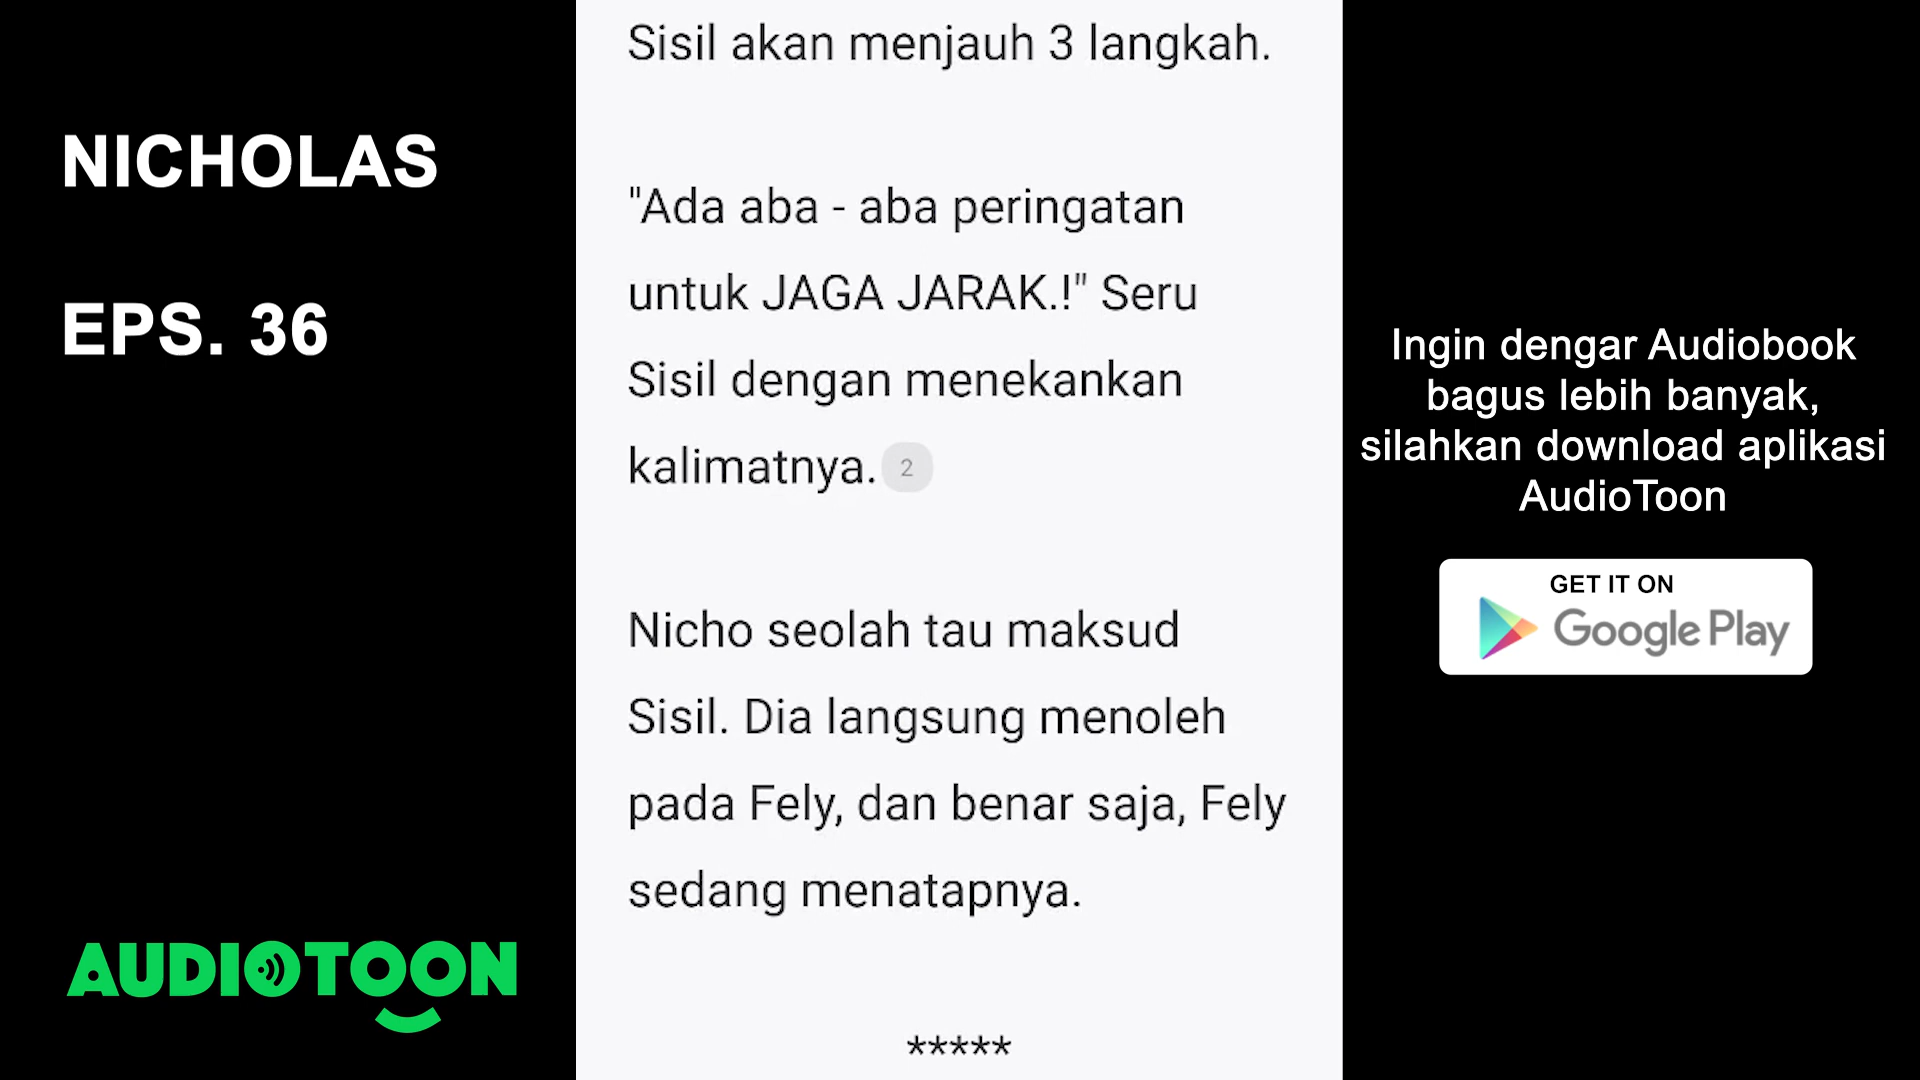 NICHOLAS
EPS. 36
AUDIOTOON
Sisil akan menjauh 3 langkah.
"Ada aba - aba peringatan
untuk JAGA JARAK.!" Seru
Sisil dengan menekankan
kalimatnya. 2
Nicho seolah tau maksud
Sisil. Dia langsung menoleh
pada Fely, dan benar saja, Fely
sedang menatapnya.
*****
Ingin dengar Audiobook
bagus lebih banyak,
silahkan download aplikasi
AudioToon
GET IT ON
Google Play